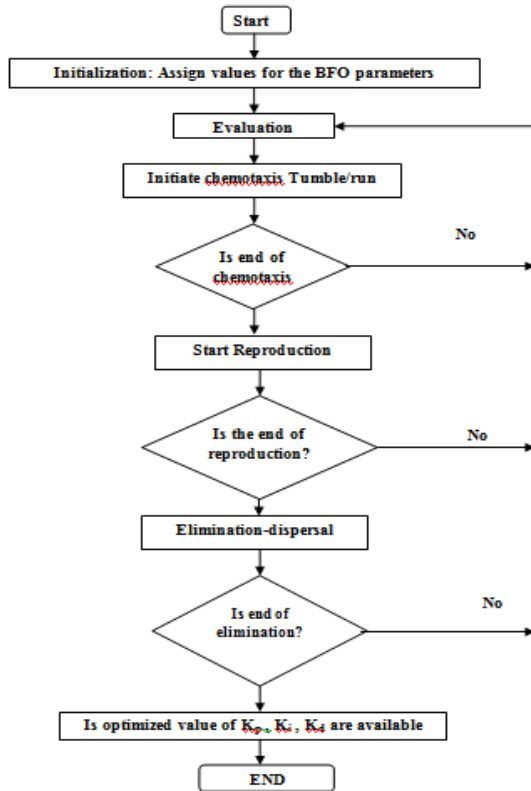 Start
Initialization: Assign values for the BFO parameters
Evaluation
Initiate chemotaxis Tumble/run
No
Is end of
chemotaxis
Start Reproduction
Is the end of
reproduction?
No
Elimination-dispersal
No
Is end of
elimination?
Is optimized value of Kp, Ki, Kd are available
END